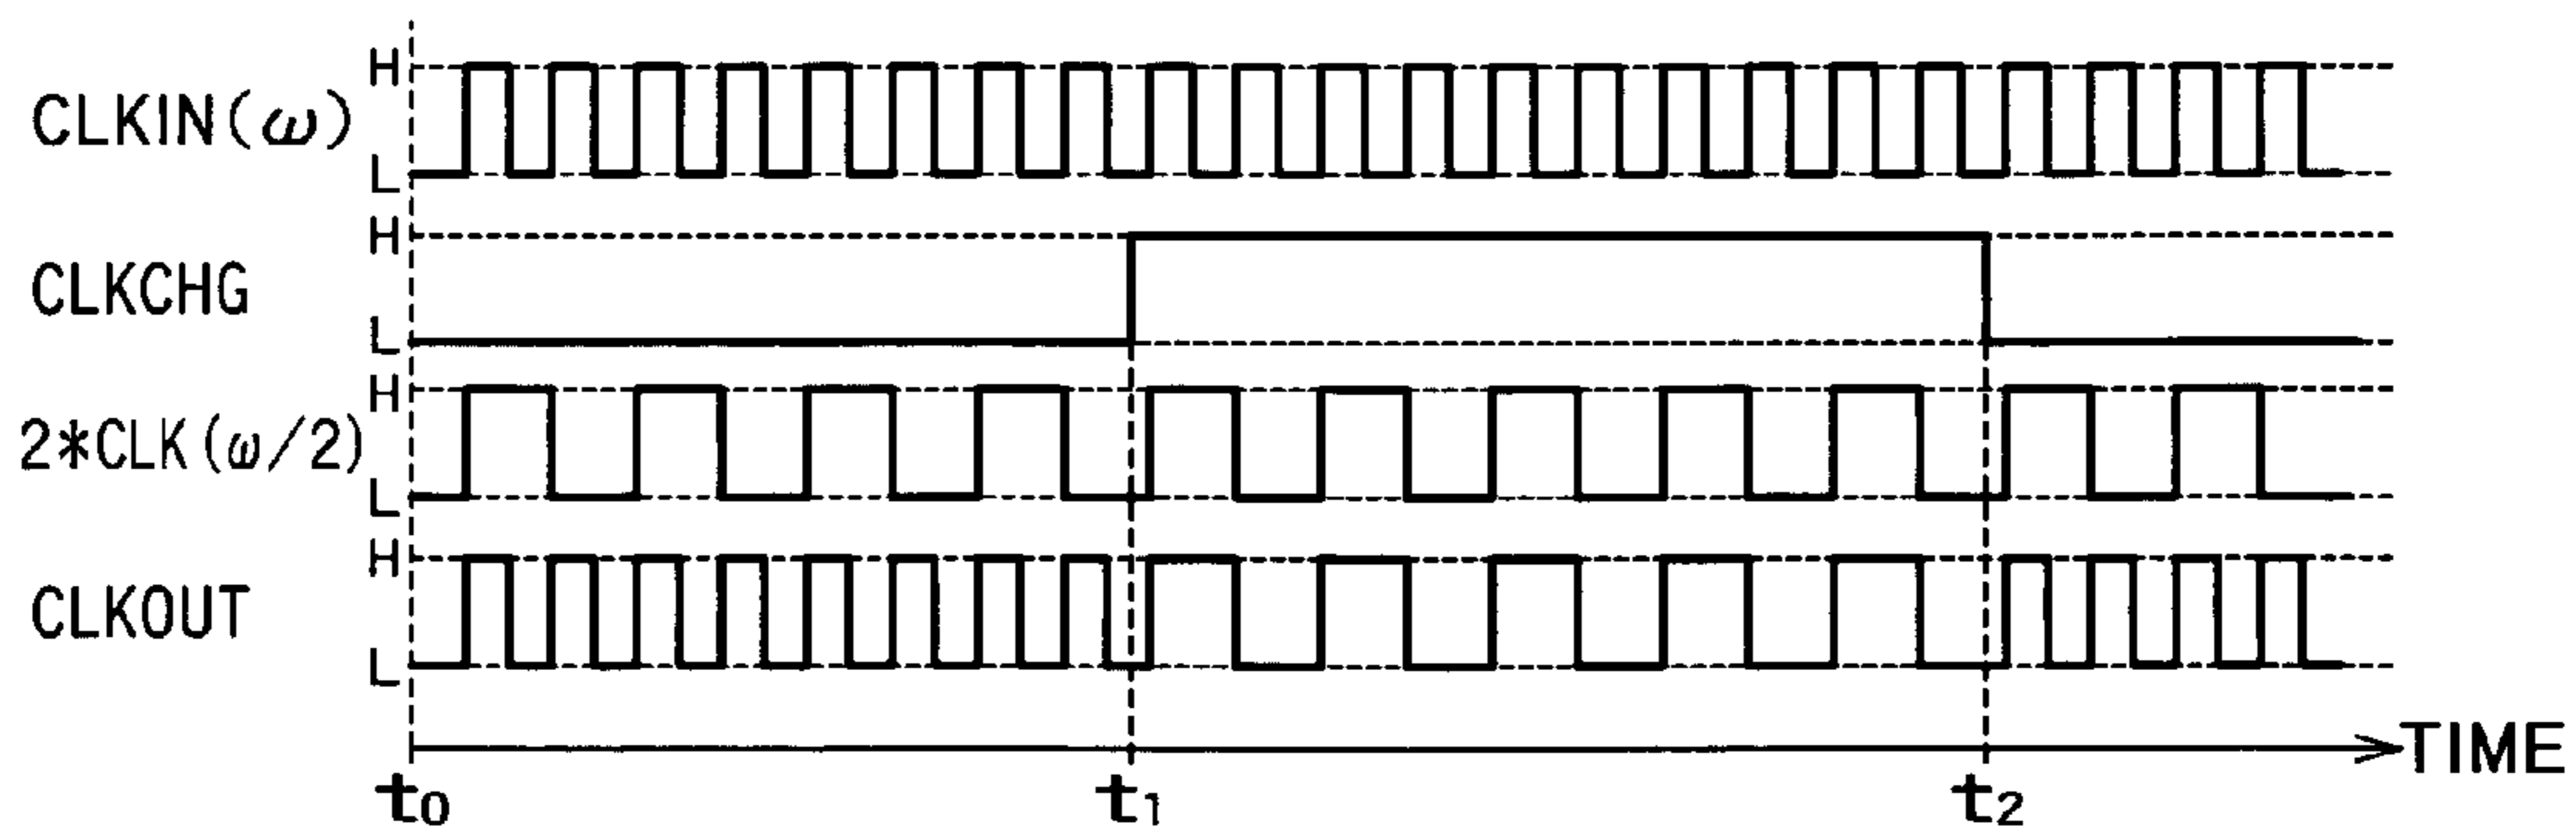 H
CLKIN(ω)
L
H
CLKCHG
L
H
2*CLK(ω/2)
L
H
CLKOUT
L
TIME
t0 t1 t2